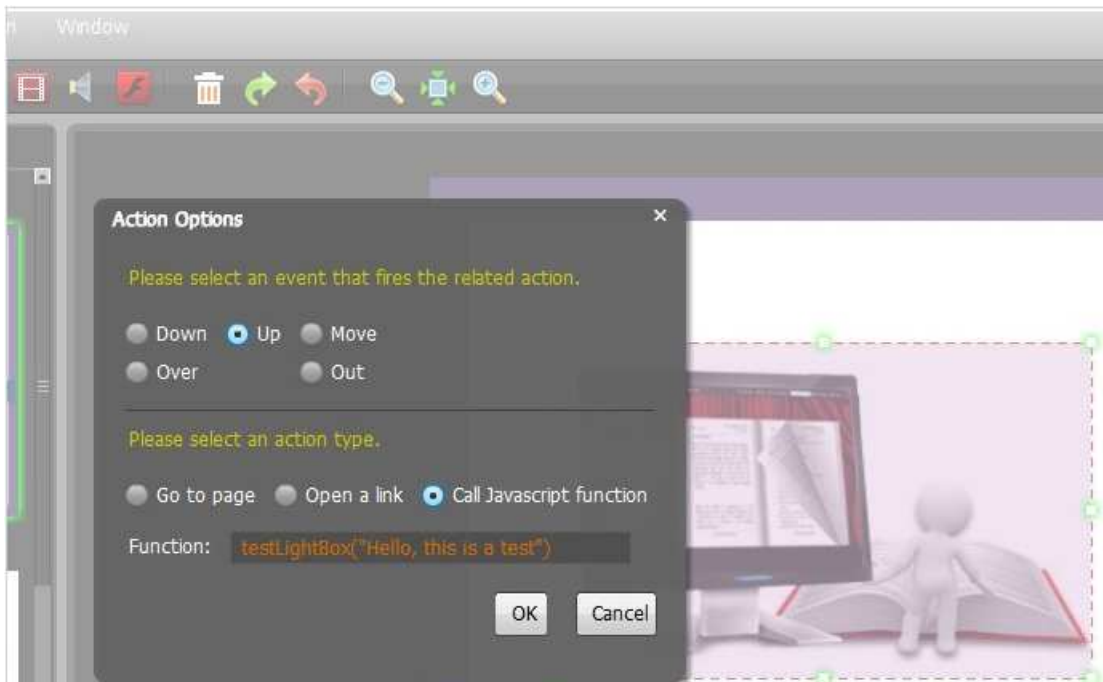 Window
Action Options
Please select an event that fires the related action.
Down Up Move
Over Out
Please select an action type.
Go to page Open a link Call Javascript function
Function: testLightBox("Hello, this is a test")
OK Cancel